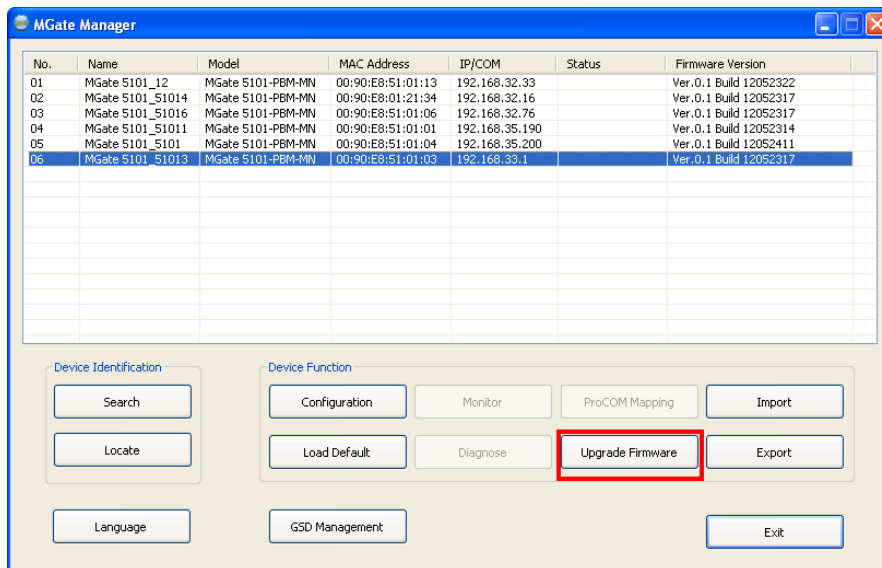 MGate Manager
No. Name Model MAC Address IP/COM Status Firmware Version
01 MGate 5101_12 MGate 5101-PBM-MN 00:90:E8:51:01:13 192.168.32.33 Ver.0.1 Build 12052322
02 MGate 5101_51014 MGate 5101-PBM-MN 00:90:E8:01:21:34 192.168.32.16 Ver.0.1 Build 12052317
03 MGate 5101_51016 MGate 5101-PBM-MN 00:90:E8:51:01:06 192.168.32.76 Ver.0.1 Build 12052317
04 MGate 5101_51011 MGate 5101-PBM-MN 00:90:E8:51:01:01 192.168.35.190 Ver.0.1 Build 12052314
05 MGate 5101_5101 MGate 5101-PBM-MN 00:90:E8:51:01:04 192.168.35.200 Ver.0.1 Build 12052411
06 MGate 5101_51013 MGate 5101-PBM-MN 00:90:E8:51:01:03 192.168.33.1 Ver.0.1 Build 12052317
Device Identification Device Function
Search Configuration Monitor ProCOM Mapping Import
Locate Load Default Diagnose Upgrade Firmware Export
Language GSD Management Exit